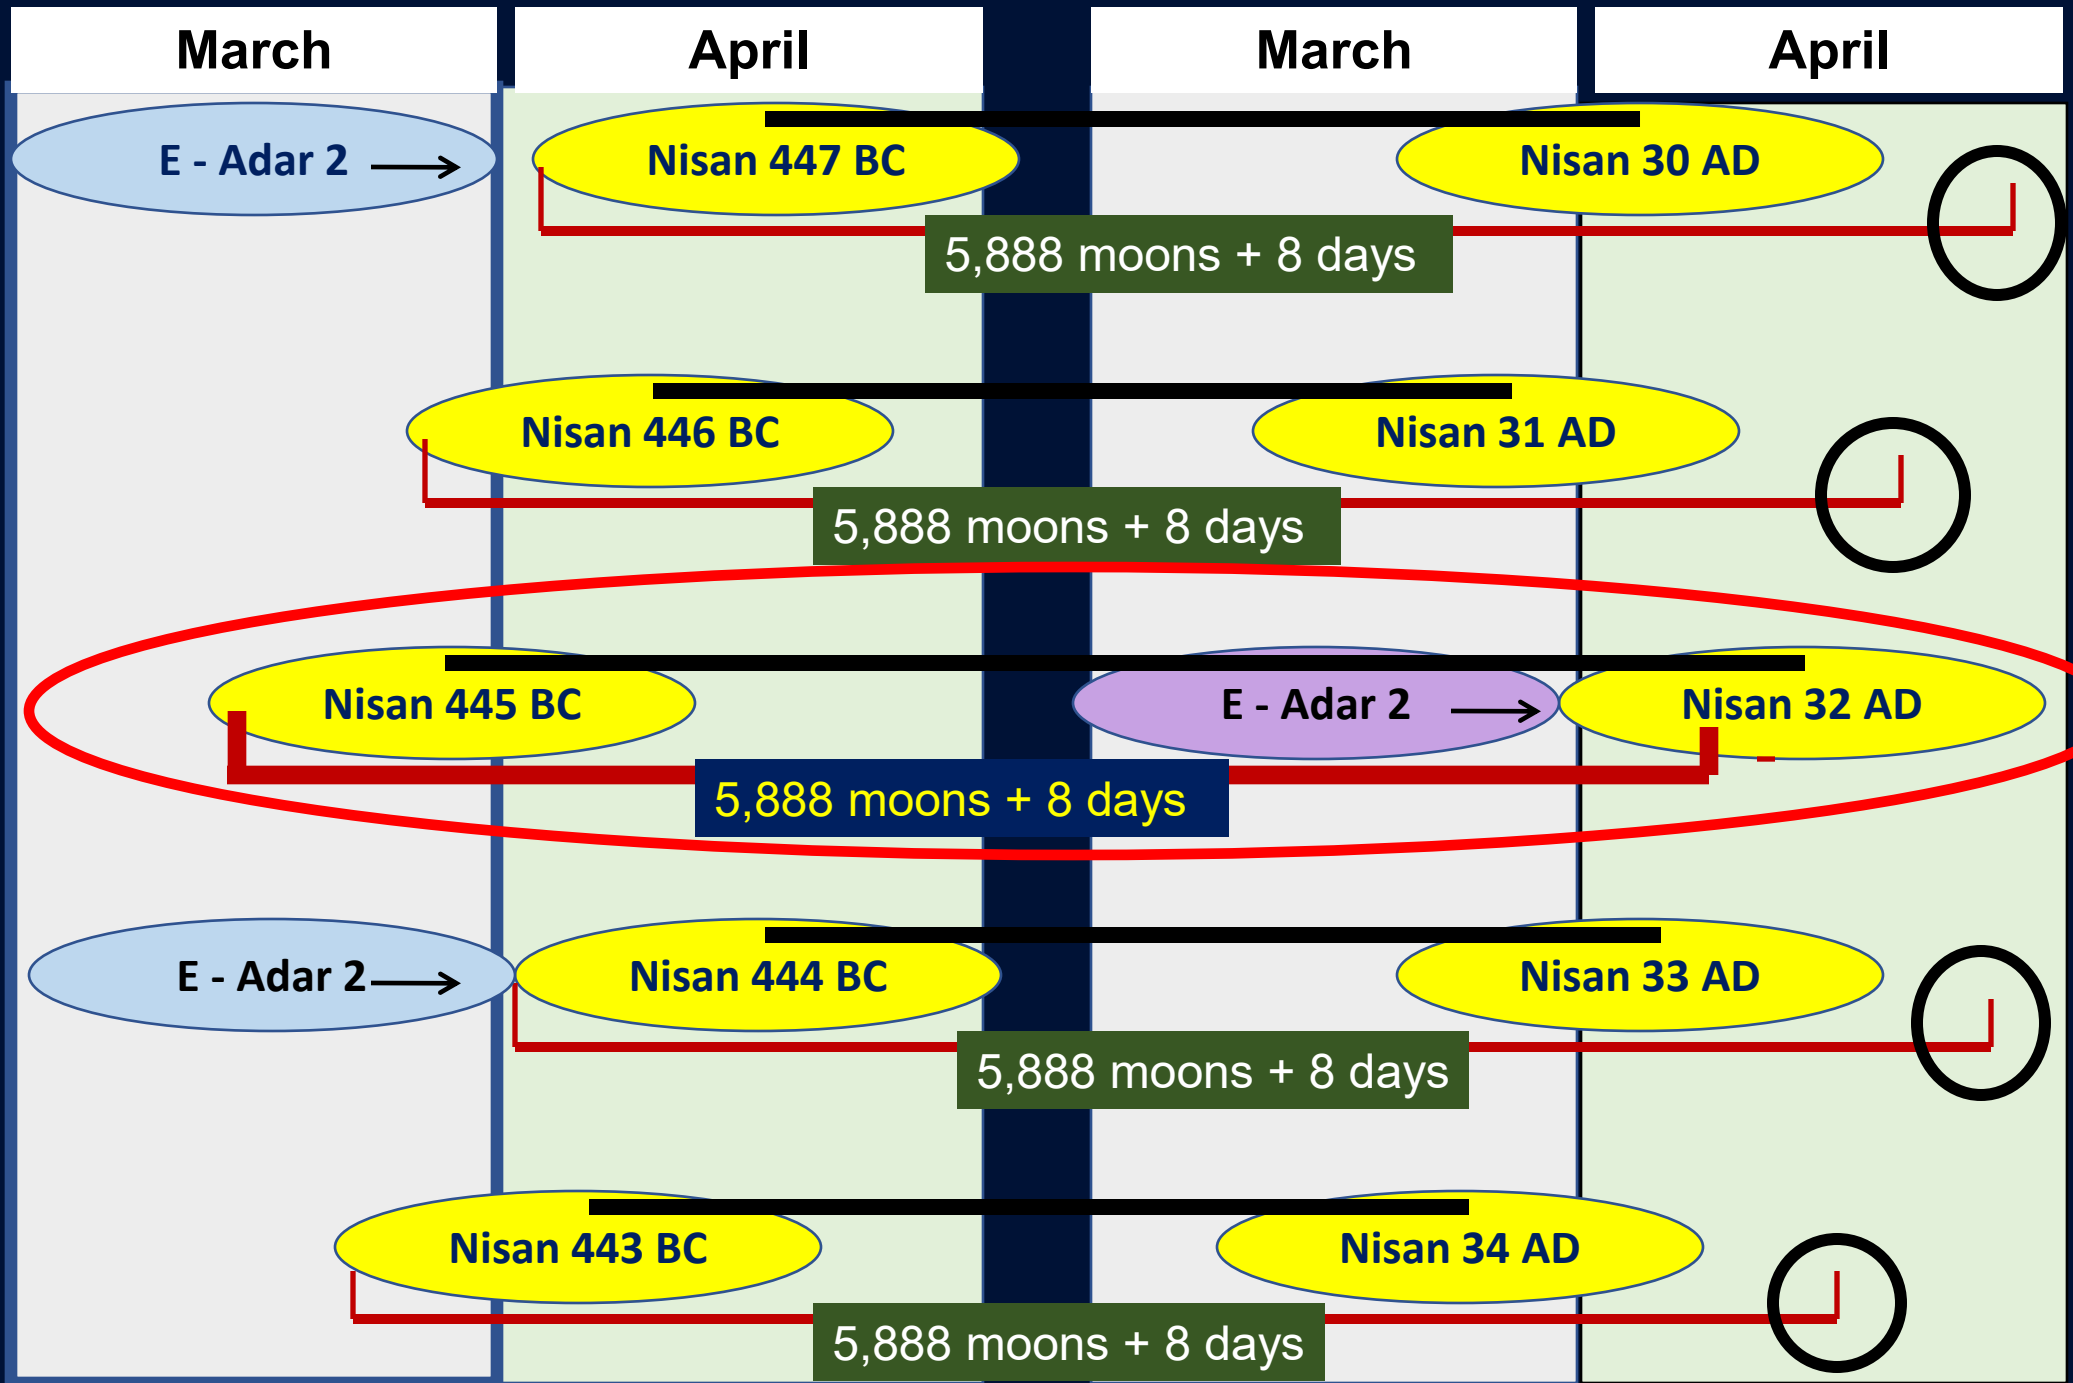 March
April
March
April
E - Adar 2
Nisan 447 BC
Nisan 30 AD
5,888 moons + 8 days
Nisan 446 BC
Nisan 31 AD
5,888 moons + 8 days
Nisan 445 BC
E - Adar 2
Nisan 32 AD
5,888 moons + 8 days
E - Adar 2
Nisan 444 BC
Nisan 33 AD
5,888 moons + 8 days
Nisan 443 BC
Nisan 34 AD
5,888 moons + 8 days